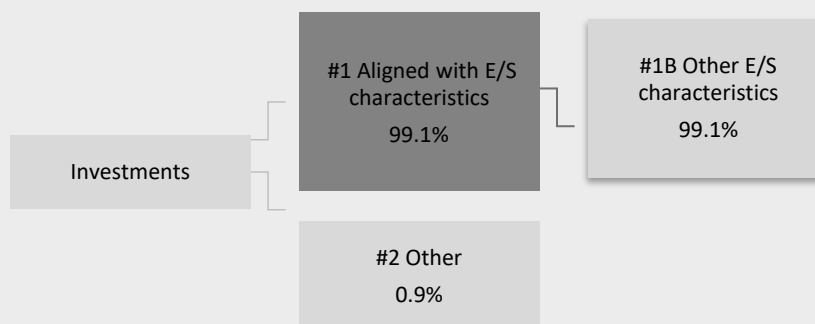 Investments
#1 Aligned with E/S
characteristics
99.1%
#1B Other E/S
characteristics
99.1%
#2 Other
0.9%